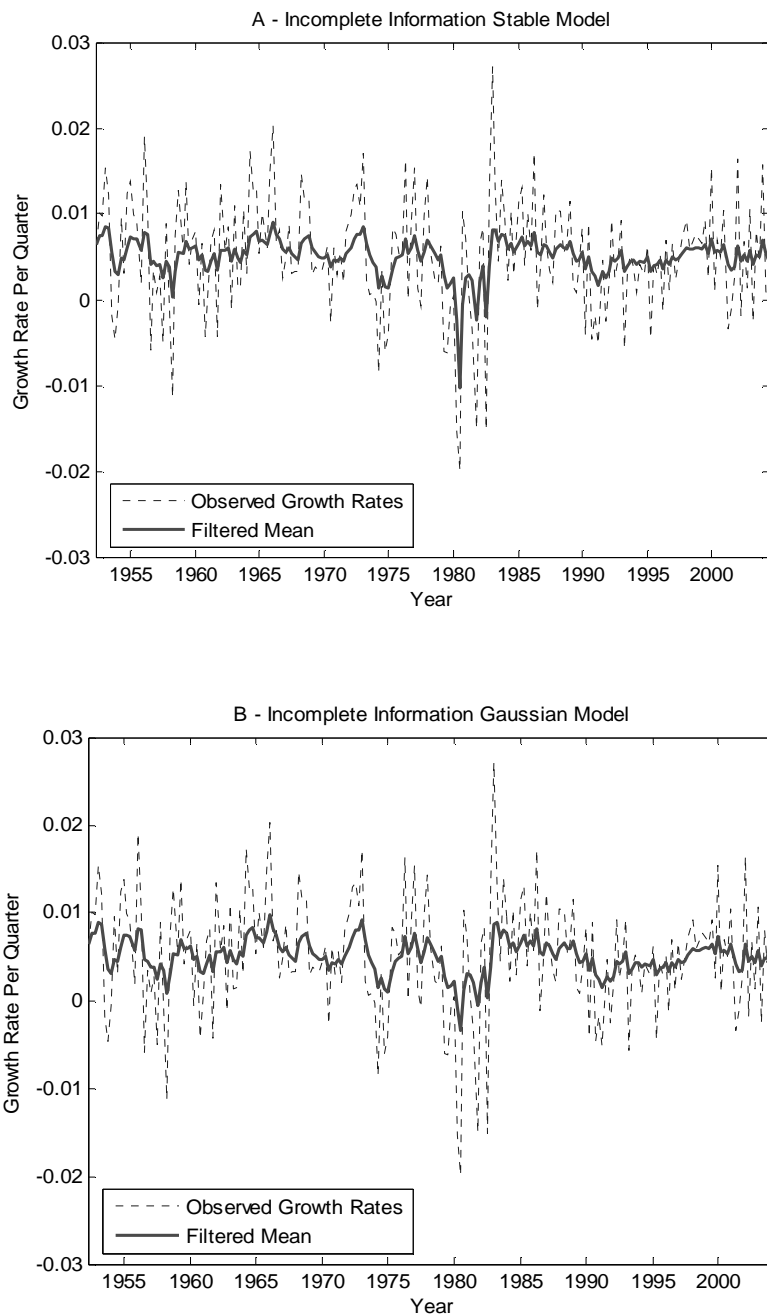 A - Incomplete Information Stable Model
0.03
0.02
0.01
0
-0.01
-0.02
-0.03
Growth Rate Per Quarter
Observed Growth Rates
Filtered Mean
1955 1960 1965 1970 1975 1980 1985 1990 1995 2000
Year
B - Incomplete Information Gaussian Model
0.03
0.02
0.01
0
-0.01
-0.02
-0.03
Growth Rate Per Quarter
Observed Growth Rates
Filtered Mean
1955 1960 1965 1970 1975 1980 1985 1990 1995 2000
Year